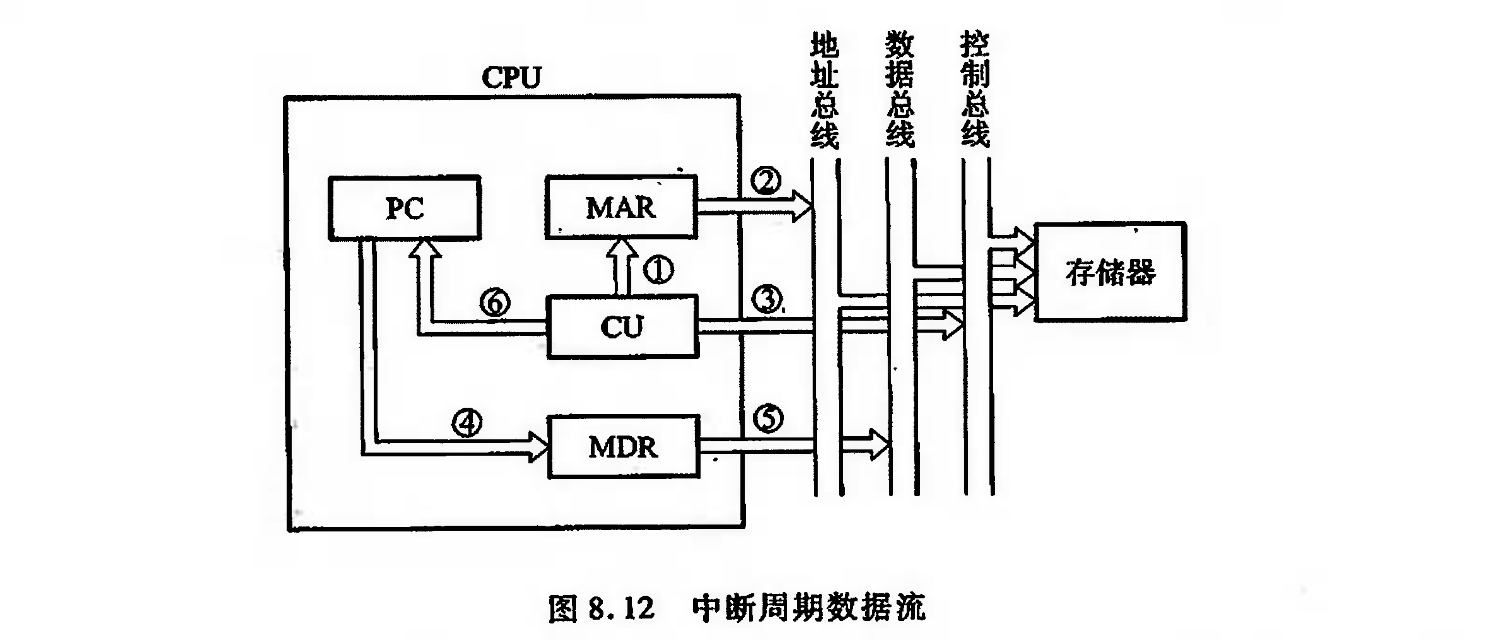 CPU
地址总线
数据总线
控制总线
PC
MAR
②
①
⑥
CU
③
存储器
④
MDR
⑤
图 8.12 中断周期数据流